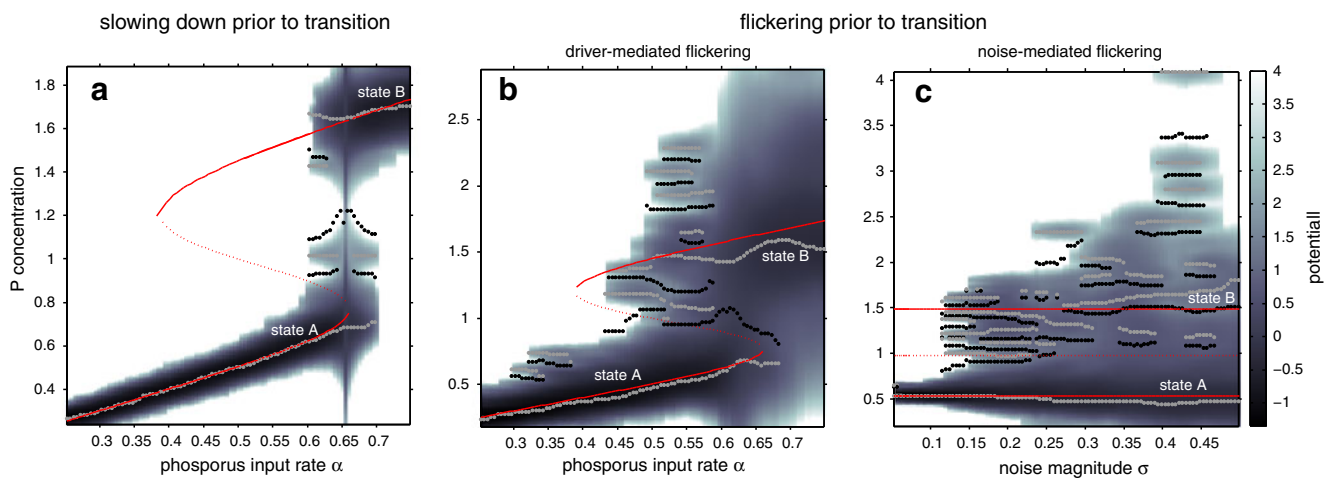 slowing down prior to transition
flickering prior to transition
driver-mediated flickering
noise-mediated flickering
a
state B
state A
P concentration
1.8
1.6
1.4
1.2
1
0.8
0.6
0.4
0.3 0.35 0.4 0.45 0.5 0.55 0.6 0.65 0.7
phosporus input rate α
b
state B
state A
2.5
2
1.5
1
0.5
0.3 0.35 0.4 0.45 0.5 0.55 0.6 0.65 0.7
phosporus input rate α
c
state B
state A
4
3.5
3
2.5
2
1.5
1
0.5
0.1 0.15 0.2 0.25 0.3 0.35 0.4 0.45
noise magnitude σ
4
3.5
3
2.5
2
1.5
1
0.5
0
−0.5
−1
potentiall